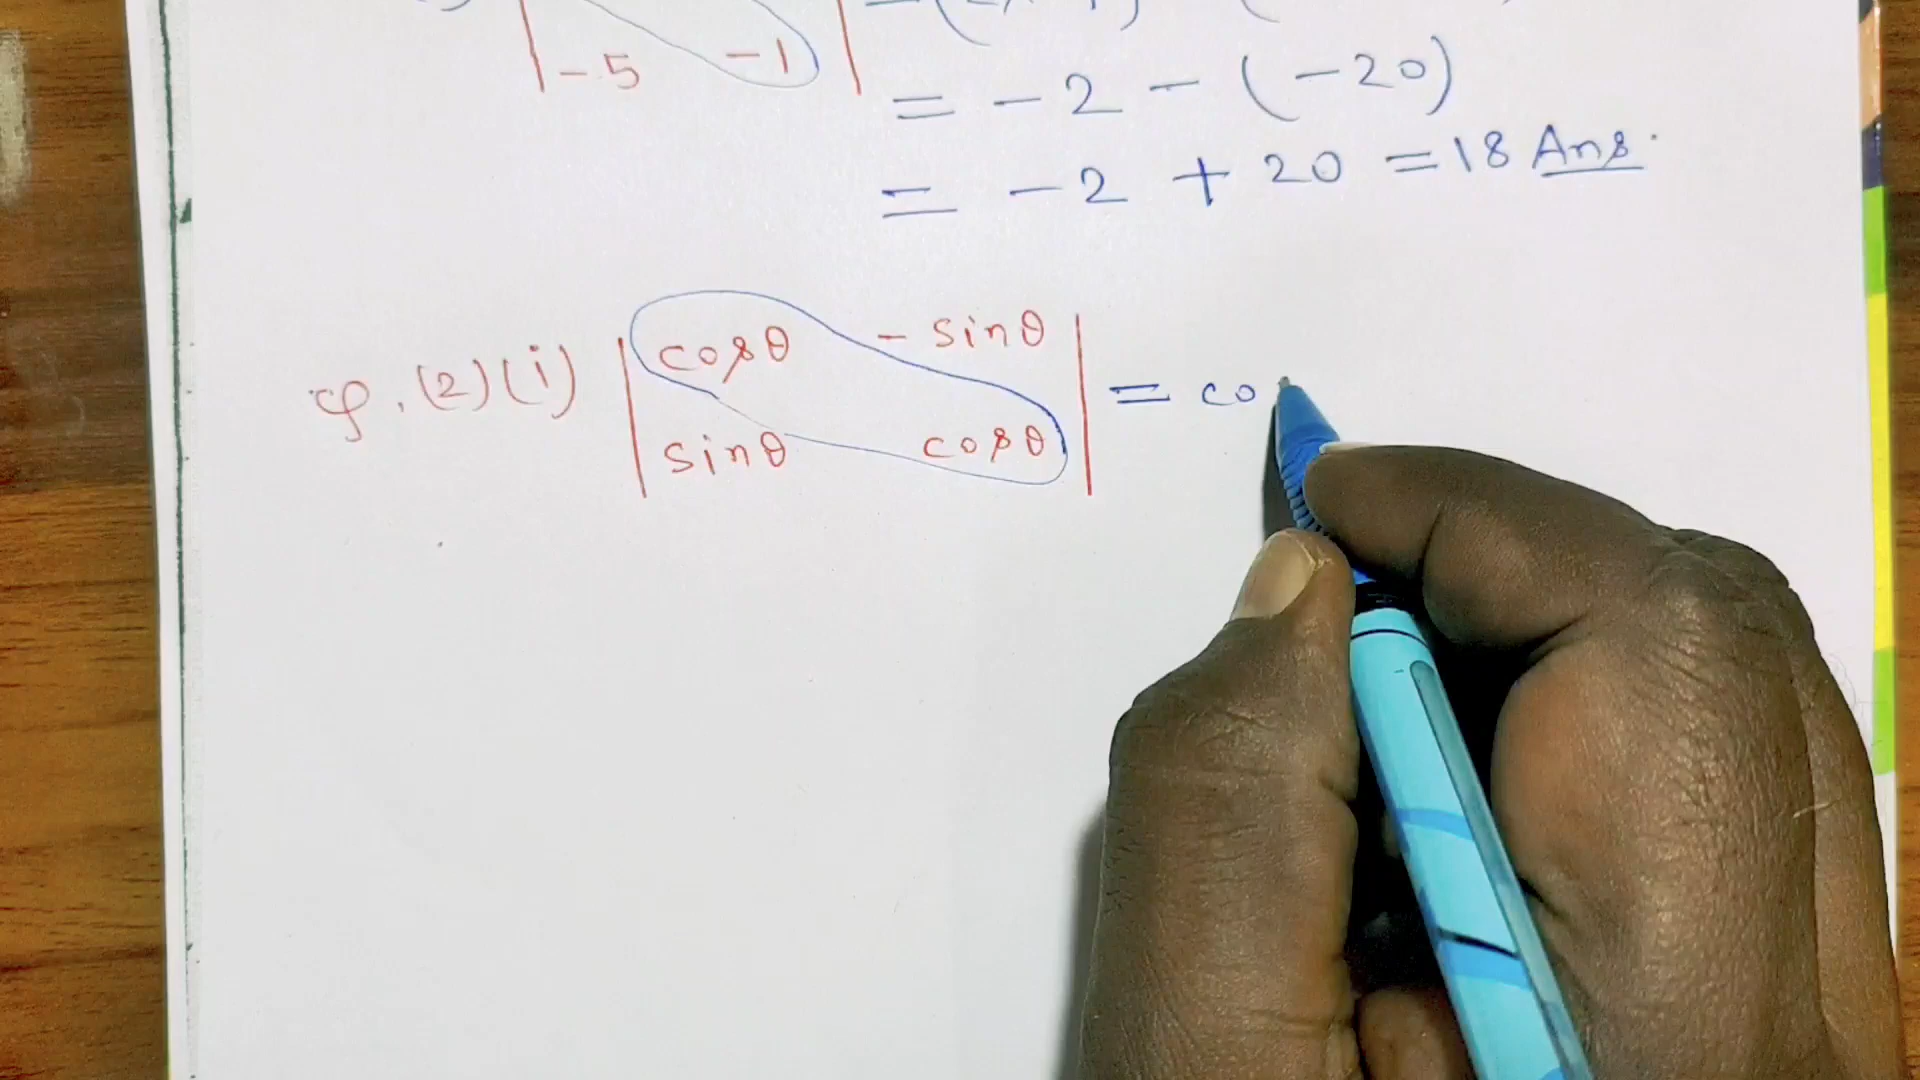 -5 -1
= -2 - (-20)
= -2 + 20 = 18 Ans.
φ.(2)(i) | cosθ -sinθ | = co
| sinθ cosθ |